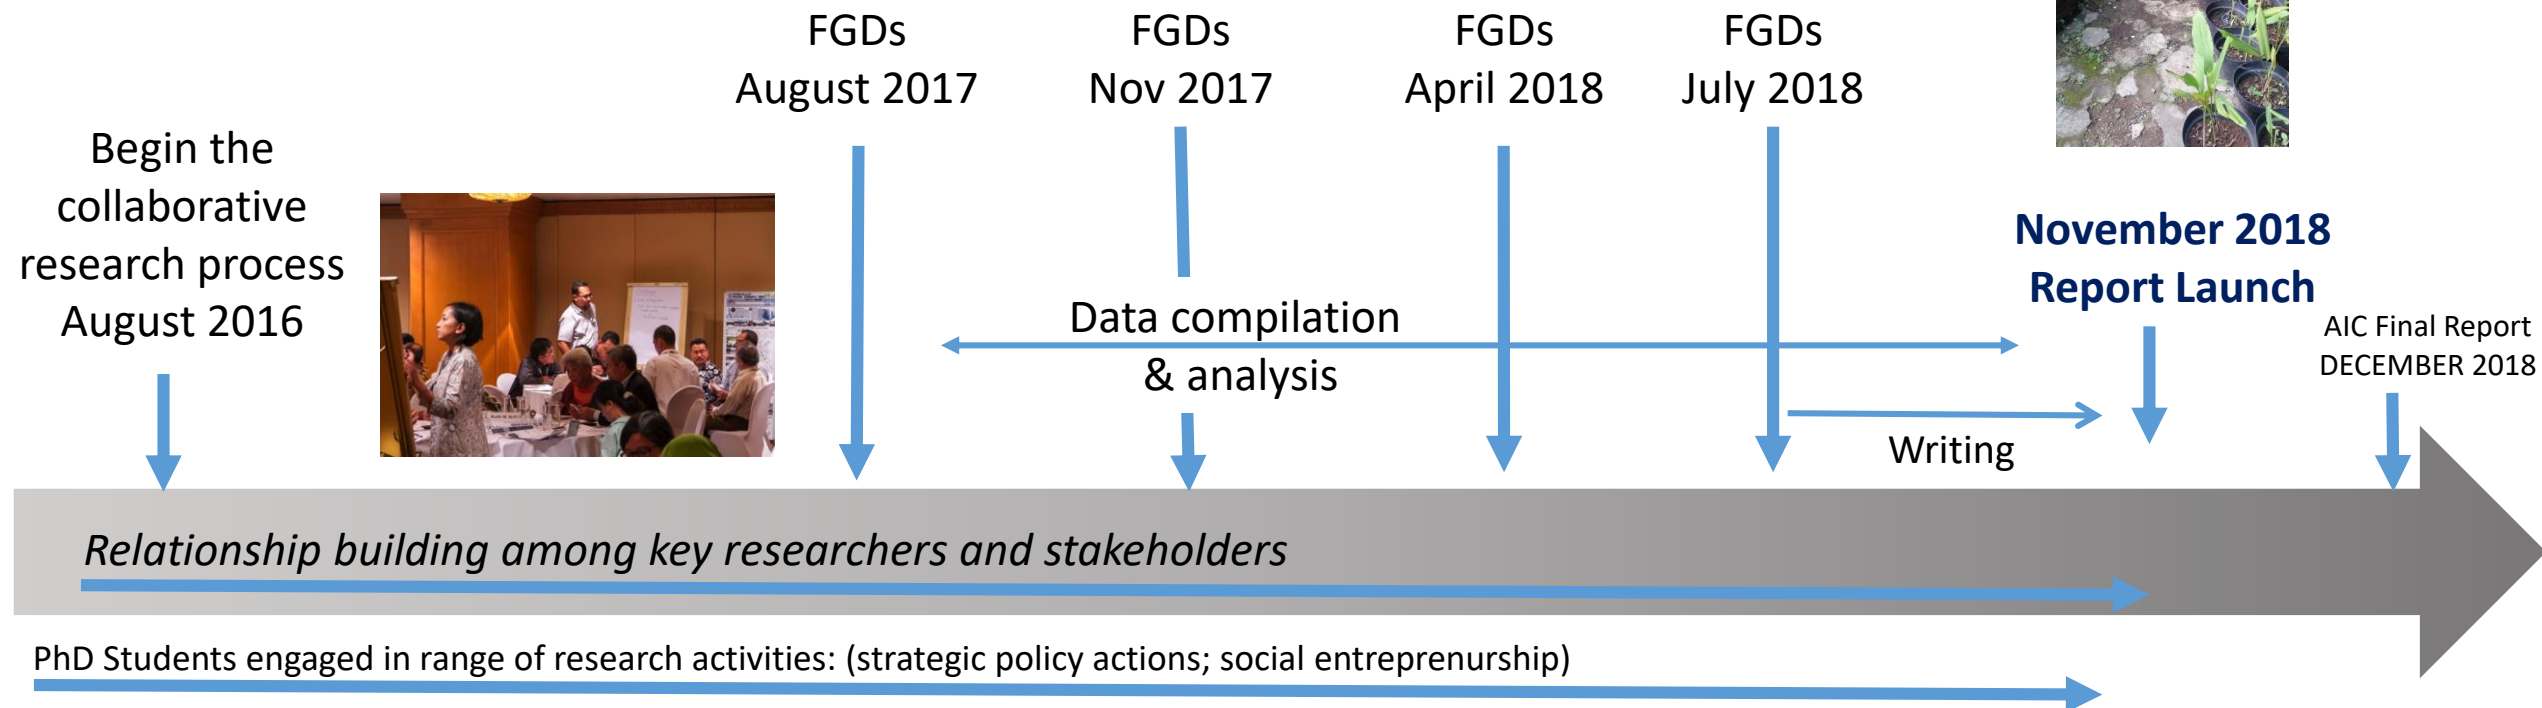 FGDs
August 2017
FGDs
Nov 2017
FGDs
April 2018
FGDs
July 2018
Begin the
collaborative
research process
August 2016
Data compilation
& analysis
Writing
November 2018
Report Launch
AIC Final Report
DECEMBER 2018
Relationship building among key researchers and stakeholders
PhD Students engaged in range of research activities: (strategic policy actions; social entreprenurship)